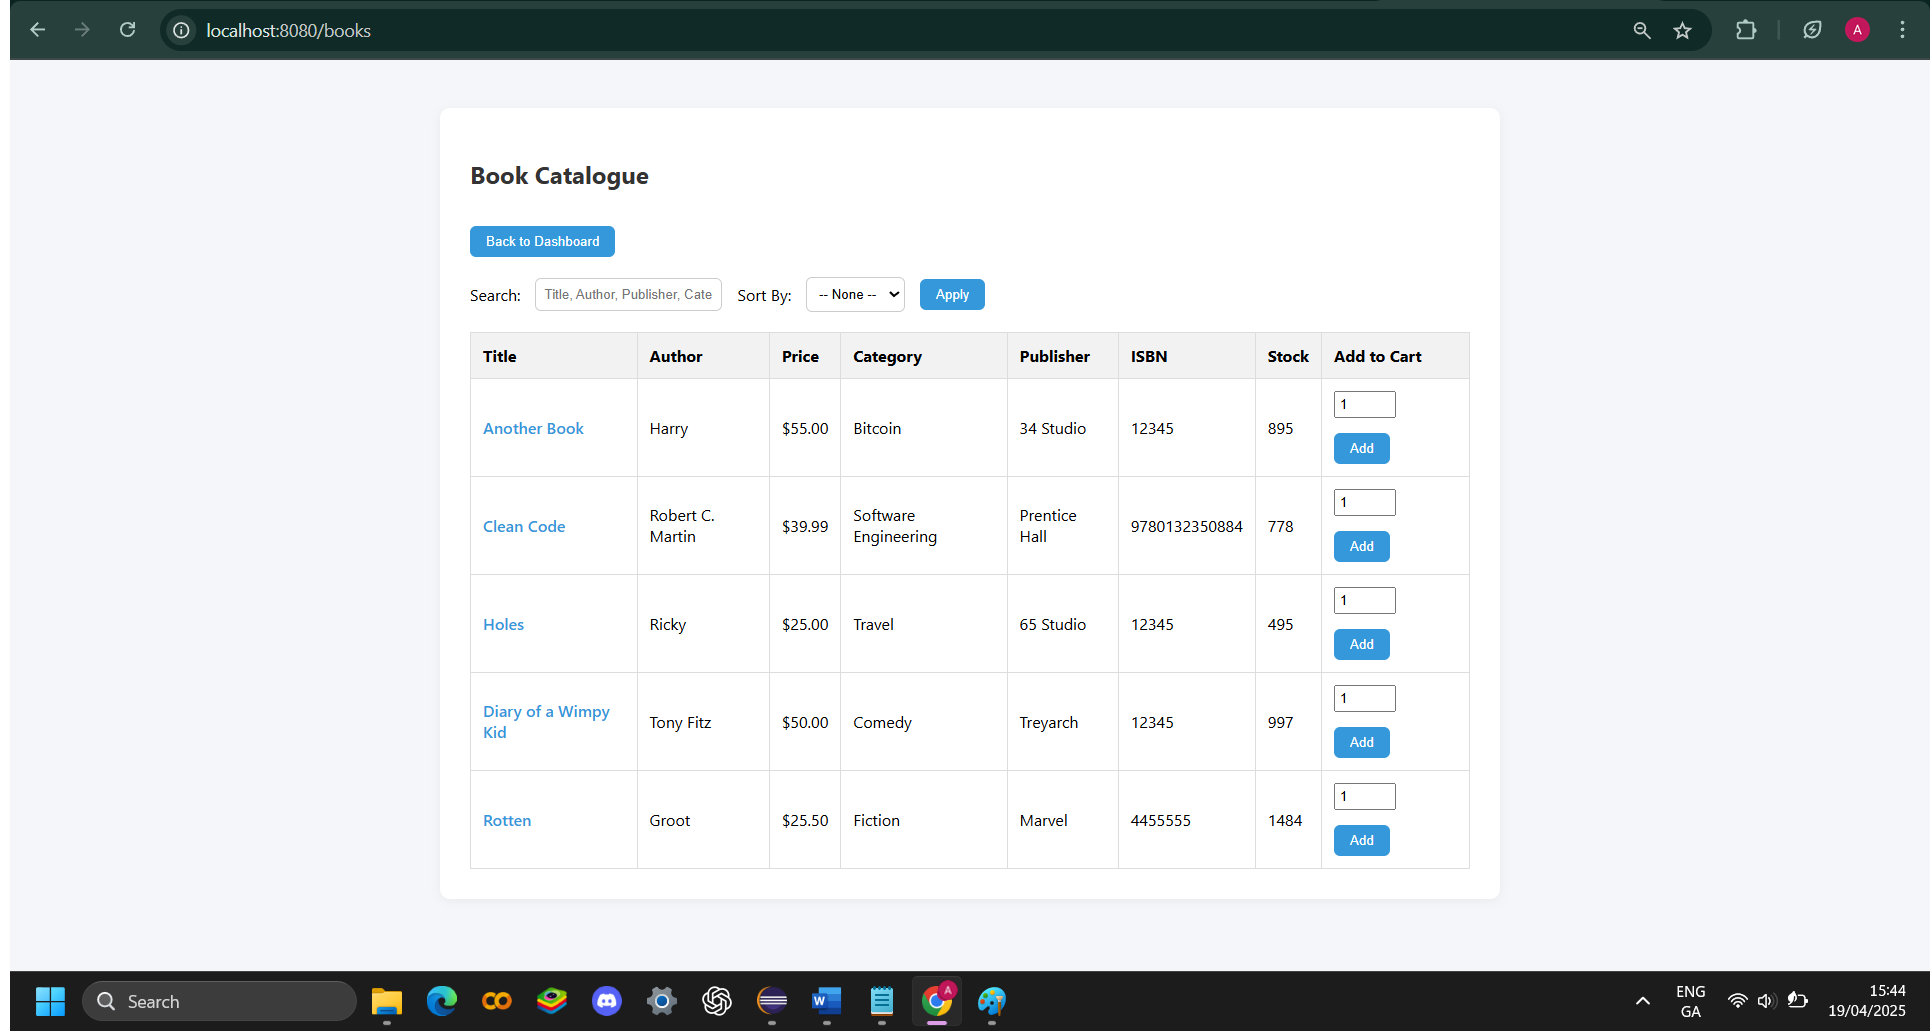 localhost:8080/books
A
Book Catalogue
Back to Dashboard
Search: Title, Author, Publisher, Cate Sort By: -- None -- Apply
Title Author Price Category Publisher ISBN Stock Add to Cart
Another Book Harry $55.00 Bitcoin 34 Studio 12345 895 1
Add
Clean Code Robert C. Martin $39.99 Software Engineering Prentice Hall 9780132350884 778 1
Add
Holes Ricky $25.00 Travel 65 Studio 12345 495 1
Add
Diary of a Wimpy Kid Tony Fitz $50.00 Comedy Treyarch 12345 997 1
Add
Rotten Groot $25.50 Fiction Marvel 4455555 1484 1
Add
Search
W
A
ENG
GA
15:44
19/04/2025